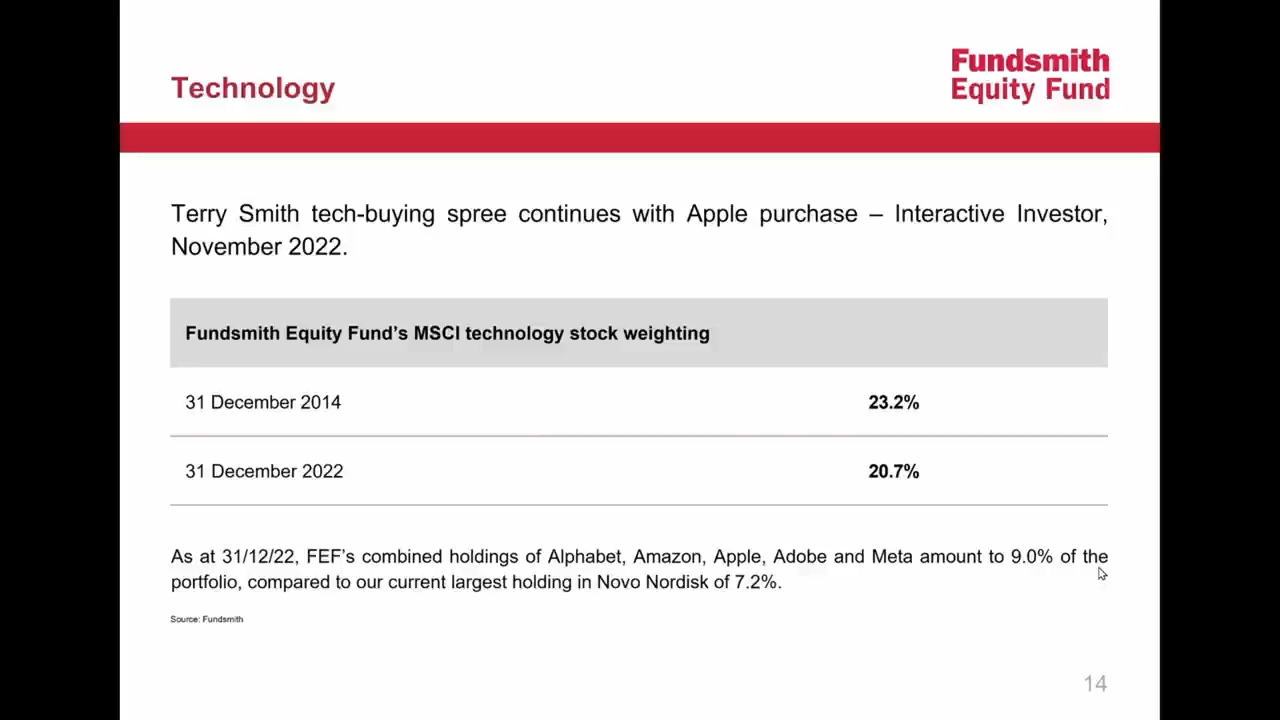 Technology
Fundsmith
Equity Fund
Terry Smith tech-buying spree continues with Apple purchase – Interactive Investor,
November 2022.
Fundsmith Equity Fund’s MSCI technology stock weighting
31 December 2014 23.2%
31 December 2022 20.7%
As at 31/12/22, FEF’s combined holdings of Alphabet, Amazon, Apple, Adobe and Meta amount to 9.0% of the
portfolio, compared to our current largest holding in Novo Nordisk of 7.2%.
Source: Fundsmith
14